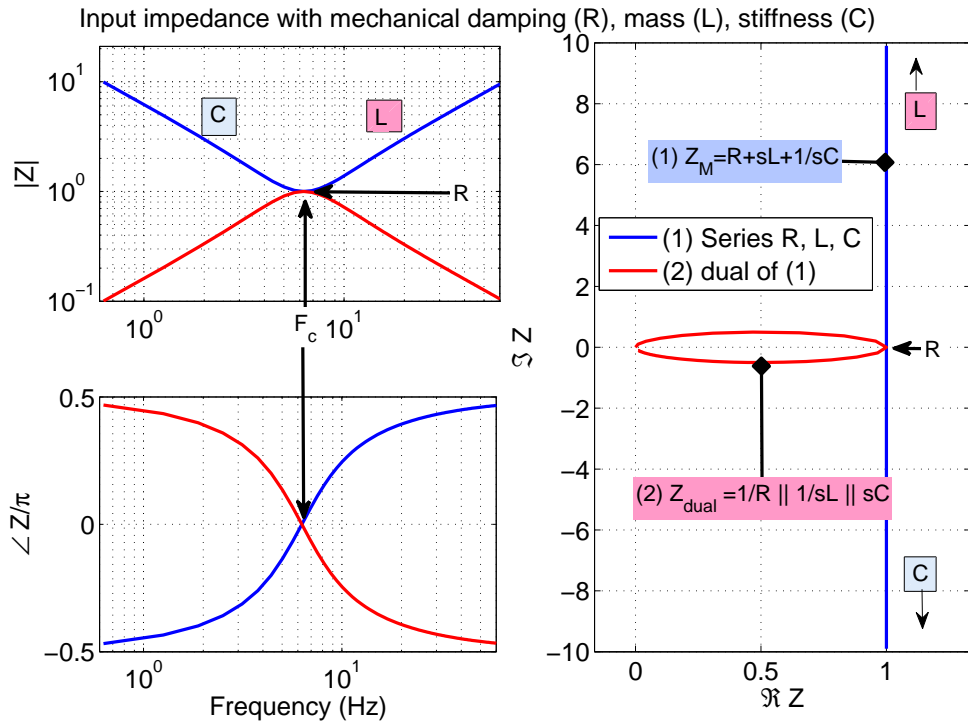 Input impedance with mechanical damping (R), mass (L), stiffness (C)
|Z|
10^1
10^0
10^-1
10^0
10^1
C
L
R
F_c
∠ Z/π
0.5
0
-0.5
10^0
10^1
Frequency (Hz)
ℑ Z
10
8
6
4
2
0
-2
-4
-6
-8
-10
0
0.5
1
ℜ Z
L
(1) Z_M=R+sL+1/sC
(1) Series R, L, C
(2) dual of (1)
R
(2) Z_dual =1/R || 1/sL || sC
C